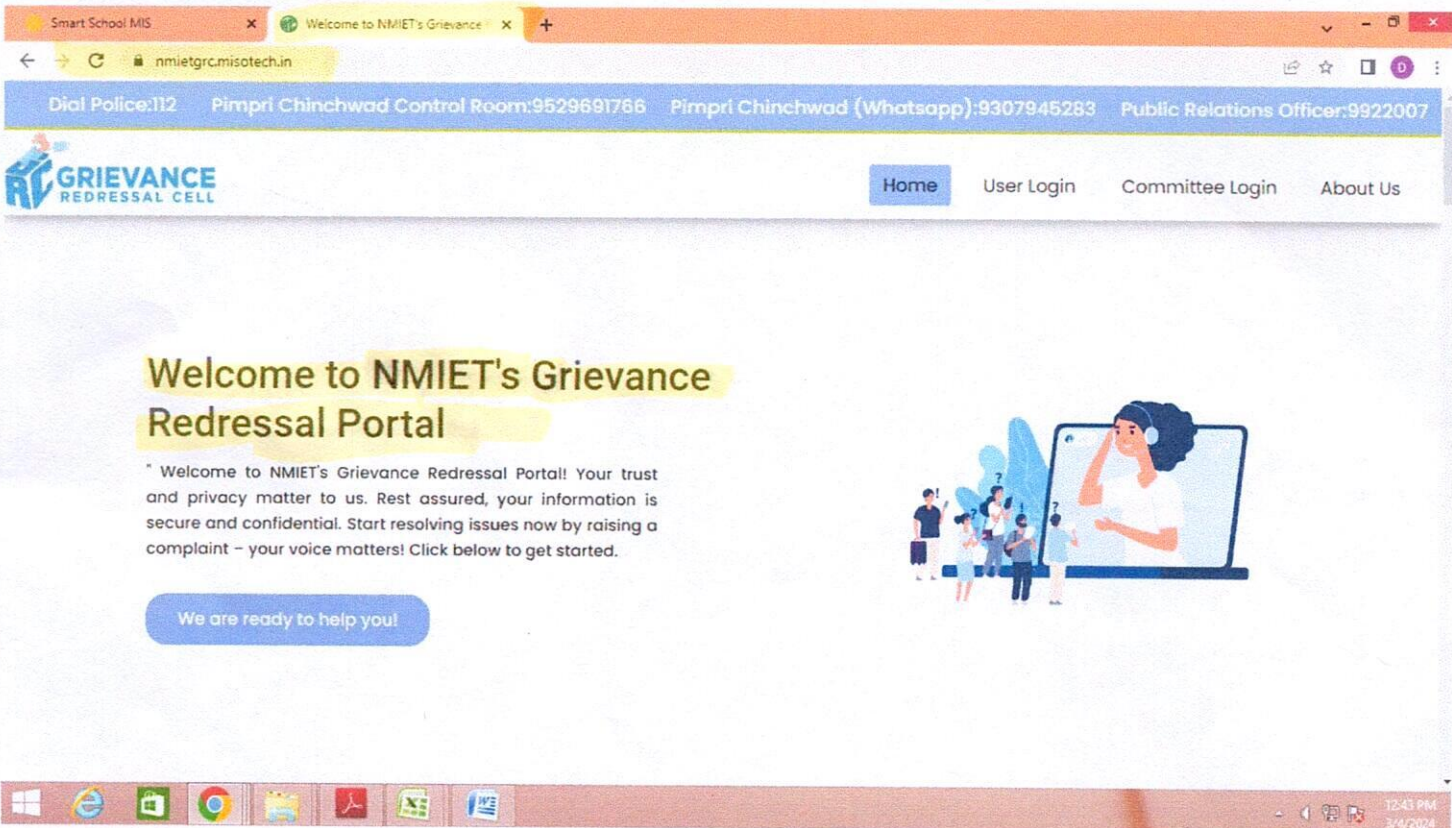 Smart School MIS
Welcome to NMIET's Grievance
nmietgrc.misotech.in
D
Dial Police:112 Pimpri Chinchwad Control Room:9529691766 Pimpri Chinchwad (Whatsapp):9307945283 Public Relations Officer:9922007
GRIEVANCE
REDRESSAL CELL
Home User Login Committee Login About Us
Welcome to NMIET's Grievance
Redressal Portal
" Welcome to NMIET's Grievance Redressal Portal! Your trust
and privacy matter to us. Rest assured, your information is
secure and confidential. Start resolving issues now by raising a
complaint – your voice matters! Click below to get started.
We are ready to help you!
12:43 PM
3/4/2024